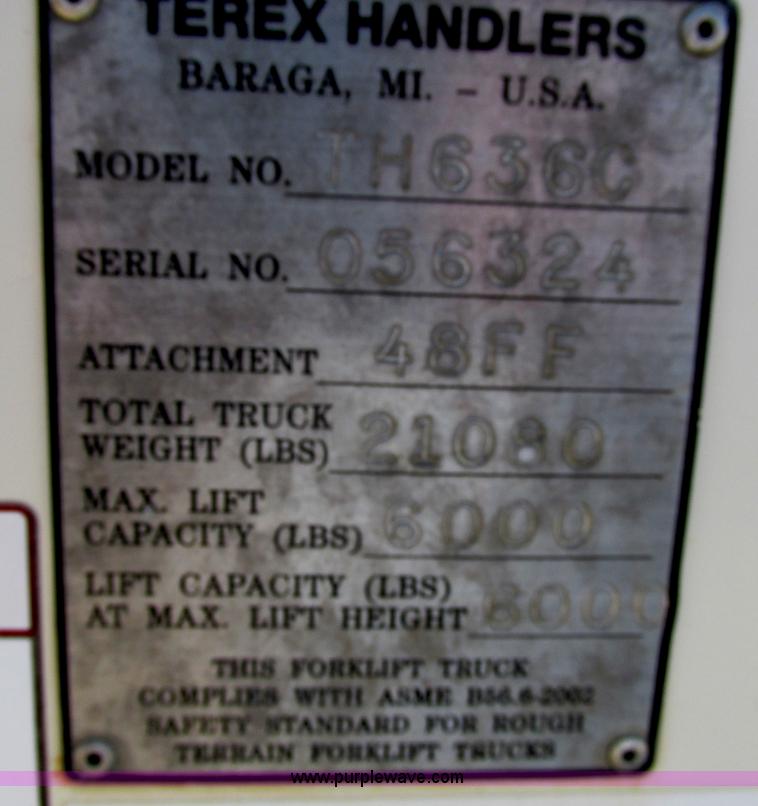 TEREX HANDLERS
BARAGA, MI. – U.S.A.
MODEL NO. TH636C
SERIAL NO. 056324
ATTACHMENT 48FF
TOTAL TRUCK
WEIGHT (LBS) 21080
MAX. LIFT
CAPACITY (LBS) 6000
LIFT CAPACITY (LBS)
AT MAX. LIFT HEIGHT 6000
THIS FORKLIFT TRUCK
COMPLIES WITH ASME B56.6-2002
SAFETY STANDARD FOR ROUGH
TERRAIN FORKLIFT TRUCKS
www.purplewave.com